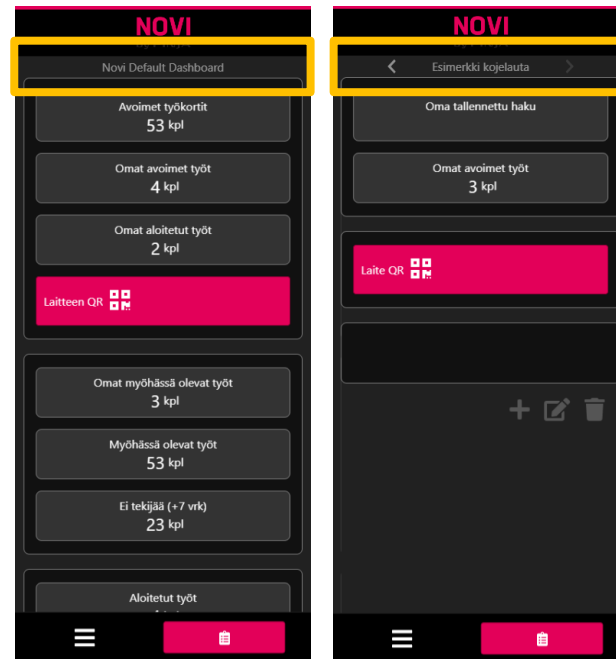 NOVI
Novi Default Dashboard
Avoimet työkortit
53 kpl
Omat avoimet työt
4 kpl
Omat aloitetut työt
2 kpl
Laitteen QR
Omat myöhässä olevat työt
3 kpl
Myöhässä olevat työt
53 kpl
Ei tekijää (+7 vrk)
23 kpl
Aloitetut työt
NOVI
Esimerkki kojelauta
Oma tallennettu haku
Omat avoimet työt
3 kpl
Laite QR